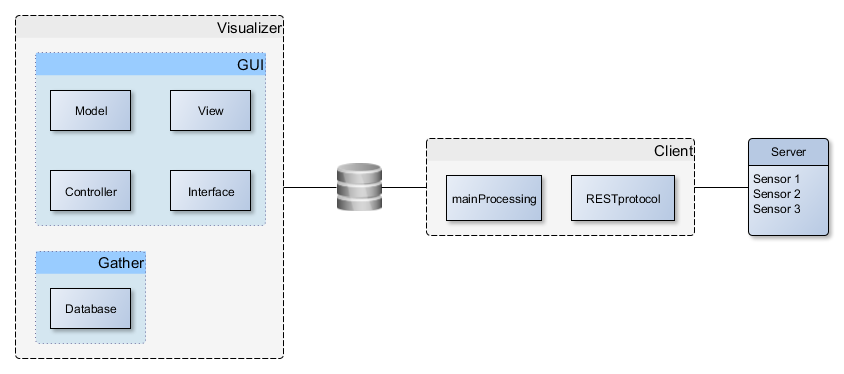 Visualizer
GUI
Model
View
Controller
Interface
Gather
Database
Client
mainProcessing
RESTprotocol
Server
Sensor 1
Sensor 2
Sensor 3